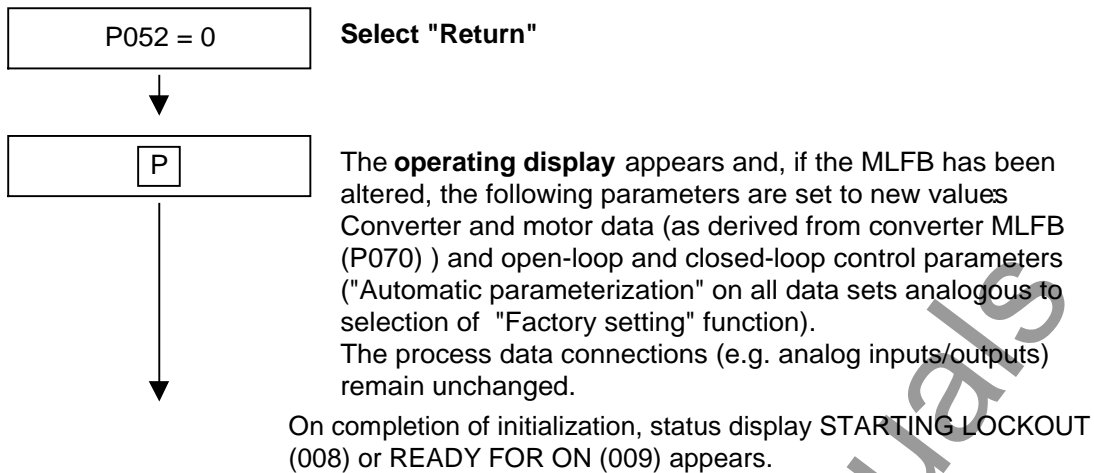 P052 = 0
Select "Return"
P
The operating display appears and, if the MLFB has been
altered, the following parameters are set to new values:
Converter and motor data (as derived from converter MLFB
(P070) ) and open-loop and closed-loop control parameters
("Automatic parameterization" on all data sets analogous to
selection of "Factory setting" function).
The process data connections (e.g. analog inputs/outputs)
remain unchanged.
On completion of initialization, status display STARTING LOCKOUT
(008) or READY FOR ON (009) appears.